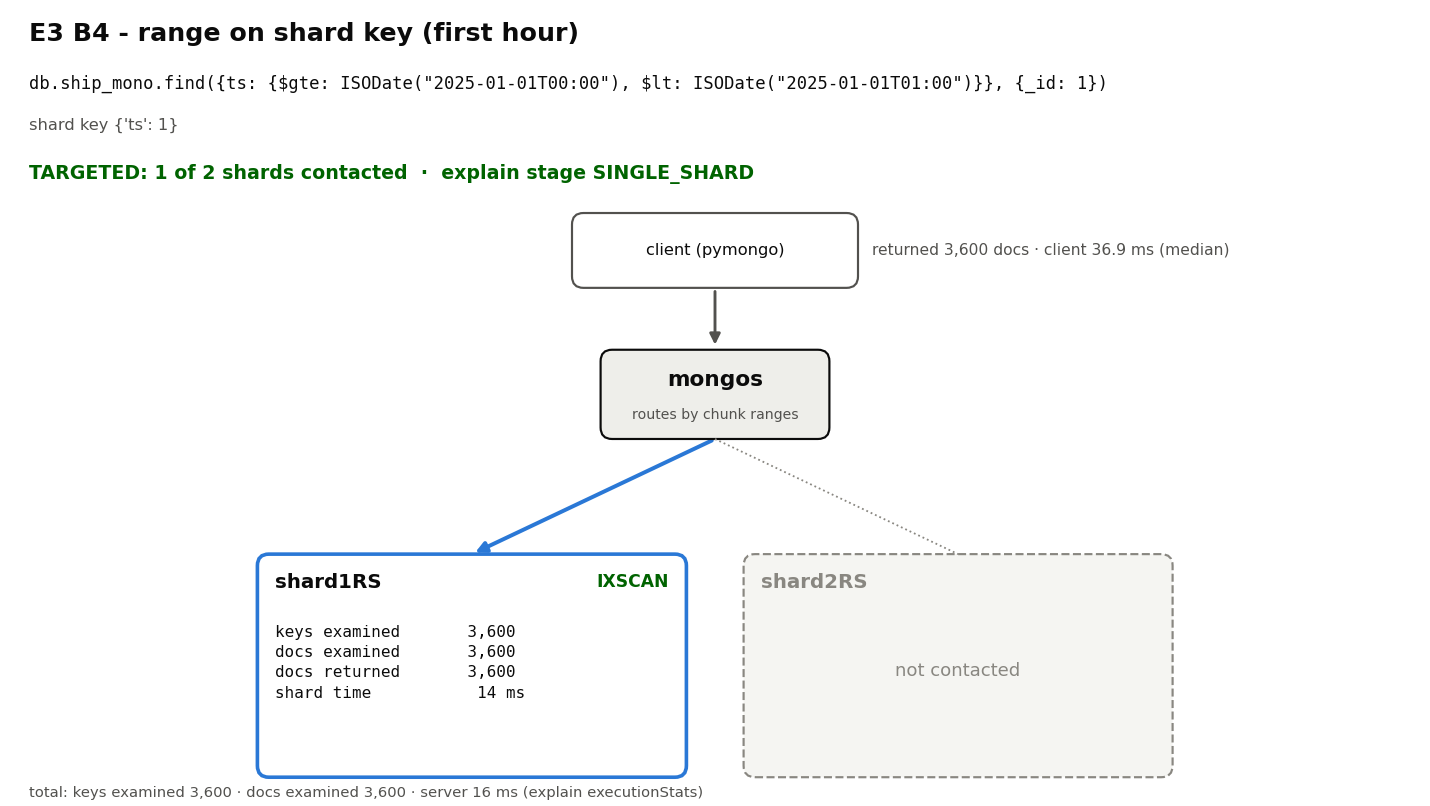 E3 B4 - range on shard key (first hour)
db.ship_mono.find({ts: {$gte: ISODate("2025-01-01T00:00"), $lt: ISODate("2025-01-01T01:00")}}, {_id: 1})
shard key {'ts': 1}
TARGETED: 1 of 2 shards contacted · explain stage SINGLE_SHARD
client (pymongo)
returned 3,600 docs · client 36.9 ms (median)
mongos
routes by chunk ranges
shard1RS IXSCAN
keys examined 3,600
docs examined 3,600
docs returned 3,600
shard time 14 ms
shard2RS
not contacted
total: keys examined 3,600 · docs examined 3,600 · server 16 ms (explain executionStats)